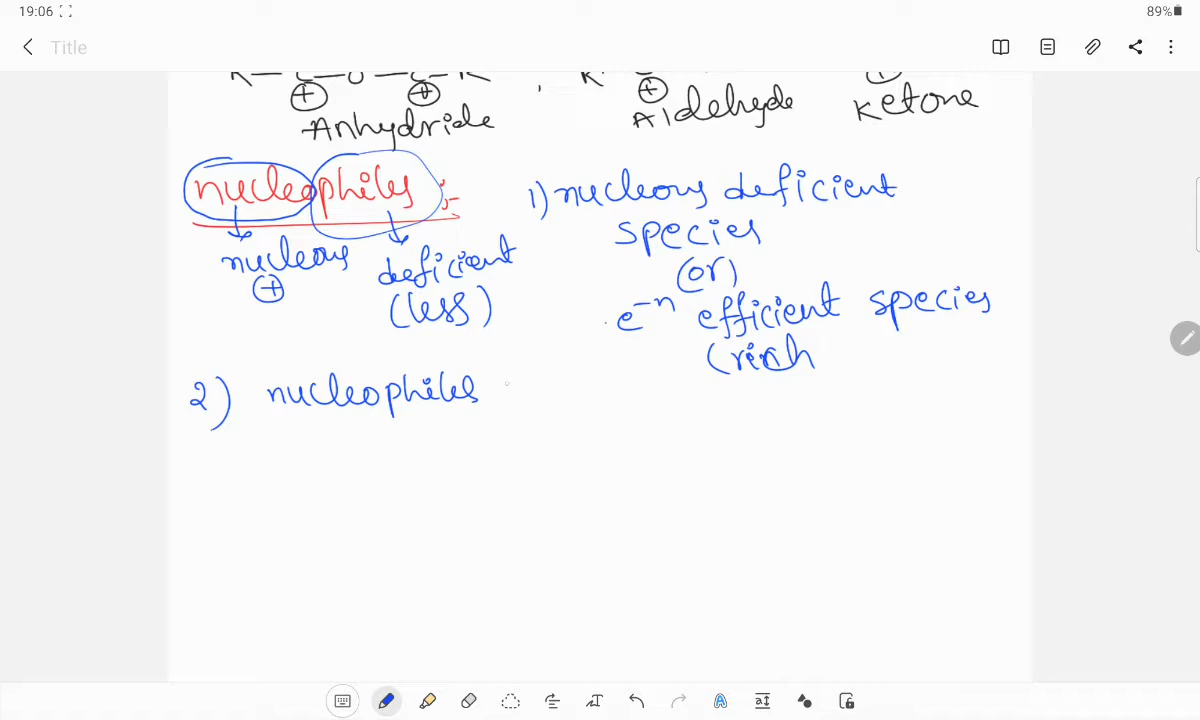 19:06
89%
Title
R-C-O-C-R , R
Anhydride
Aldehyde
Ketone
nucleophiles :-
nucleous
+
deficient
(less)
1) nucleous deficient
species
(or)
e-n efficient species
(rich
2) nucleophiles